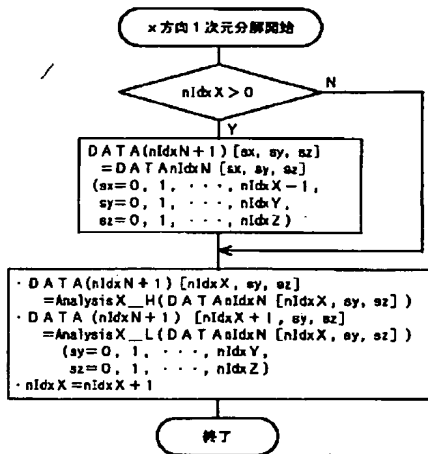 x方向1次元分解開始
nIdxX>0
N
Y
DATA(nIdxN+1) [sx, sy, sz]
=DATAnIdxN [sx, sy, sz]
(sx=0, 1, ···, nIdxX−1,
sy=0, 1, ···, nIdxY,
sz=0, 1, ···, nIdxZ)
·DATA(nIdxN+1) [nIdxX, sy, sz]
=AnalysisX_H(DATAnIdxN [nIdxX, sy, sz])
·DATA (nIdxN+1) [nIdxX+1, sy, sz]
=AnalysisX_L(DATAnIdxN [nIdxX, sy, sz])
(sy=0, 1, ···, nIdxY,
sz=0, 1, ···, nIdxZ)
·nIdxX=nIdxX+1
終了